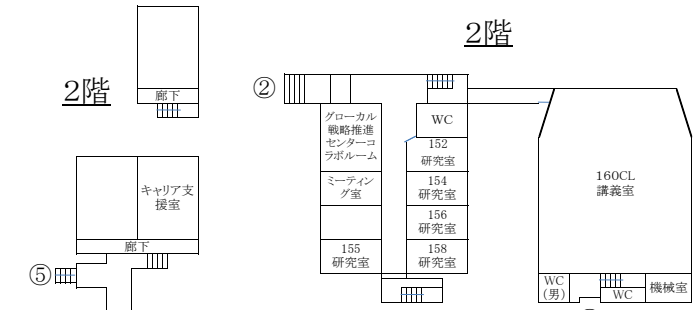 2階
2階
廊下
②
グローカル
戦略推進
センターコ
ラボルーム
WC
152
研究室
ミーティン
グ室
154
研究室
156
研究室
155
研究室
158
研究室
160CL
講義室
キャリア支
援室
廊下
⑤
WC
(男)
WC
機械室